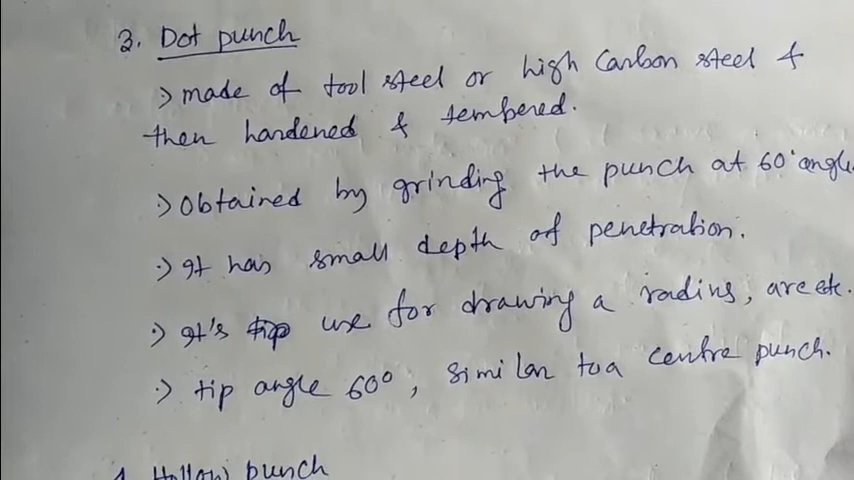 3. Dot punch
:> made of tool steel or high Carbon steel &
then hardened & tempered.
:> Obtained by grinding the punch at 60° angle.
:> It has small depth of penetration.
:> It's use for drawing a radius, arc etc.
:> tip angle 60°, similar to a centre punch.
4. Hollow punch